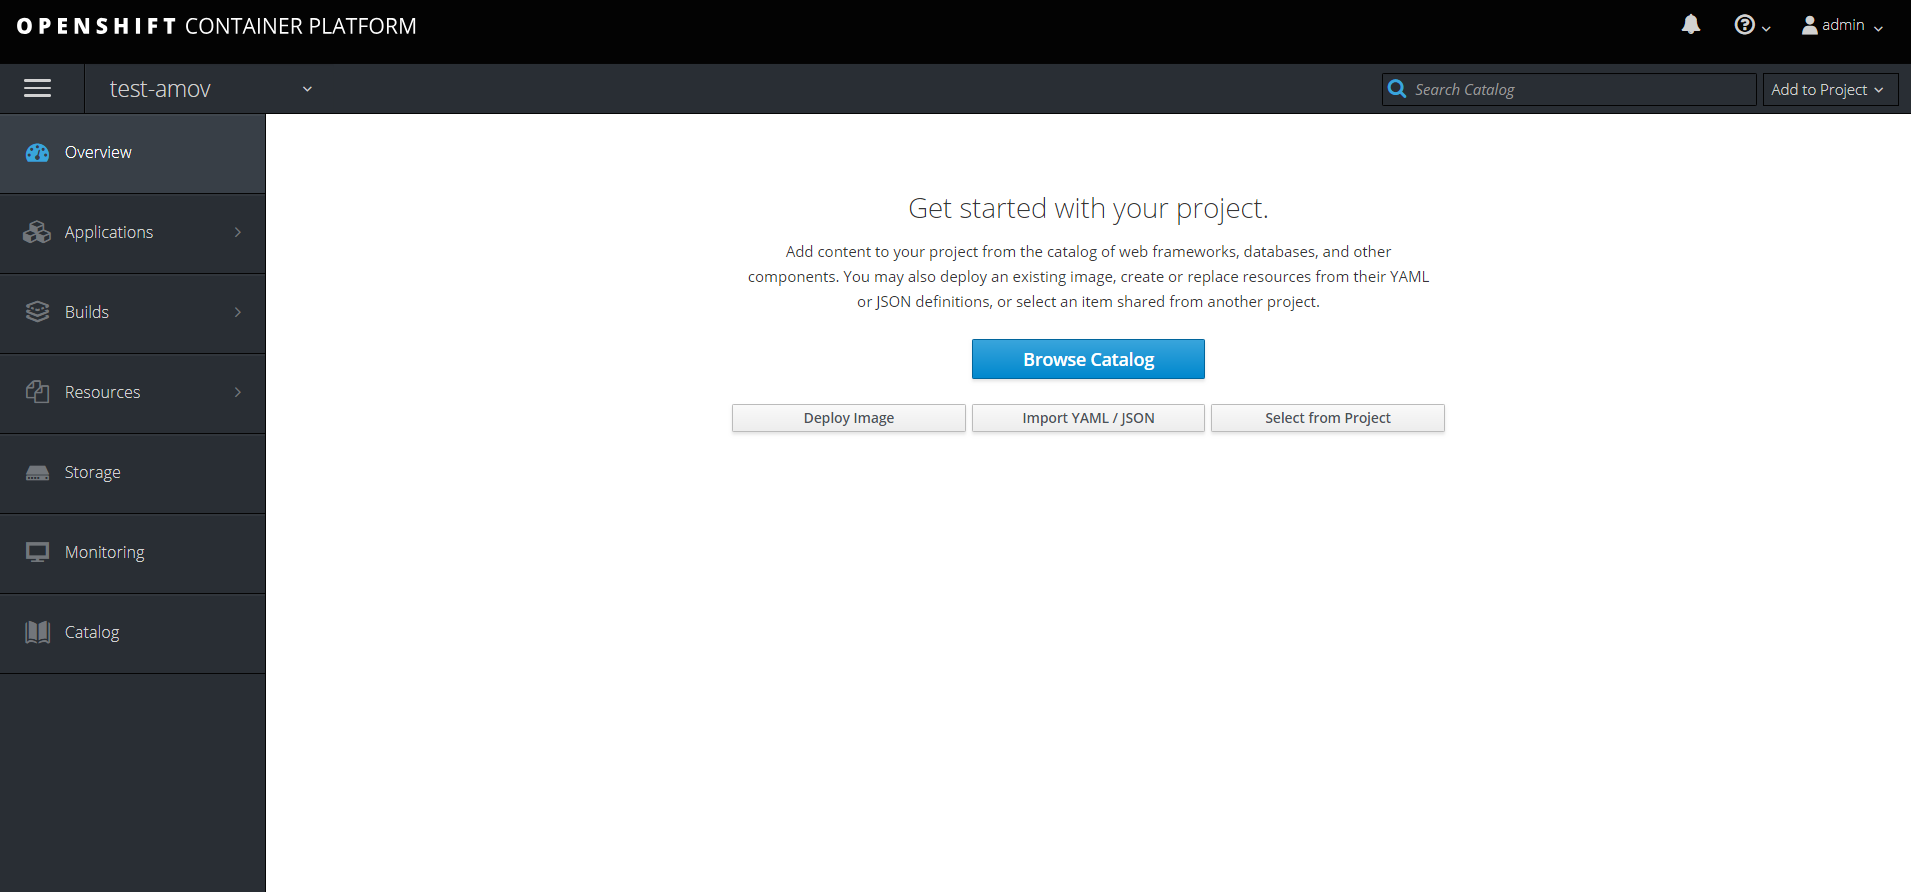 OPENSHIFT CONTAINER PLATFORM
admin
test-amov
Search Catalog
Add to Project
Overview
Applications
Builds
Resources
Storage
Monitoring
Catalog
Get started with your project.
Add content to your project from the catalog of web frameworks, databases, and other
components. You may also deploy an existing image, create or replace resources from their YAML
or JSON definitions, or select an item shared from another project.
Browse Catalog
Deploy Image
Import YAML / JSON
Select from Project